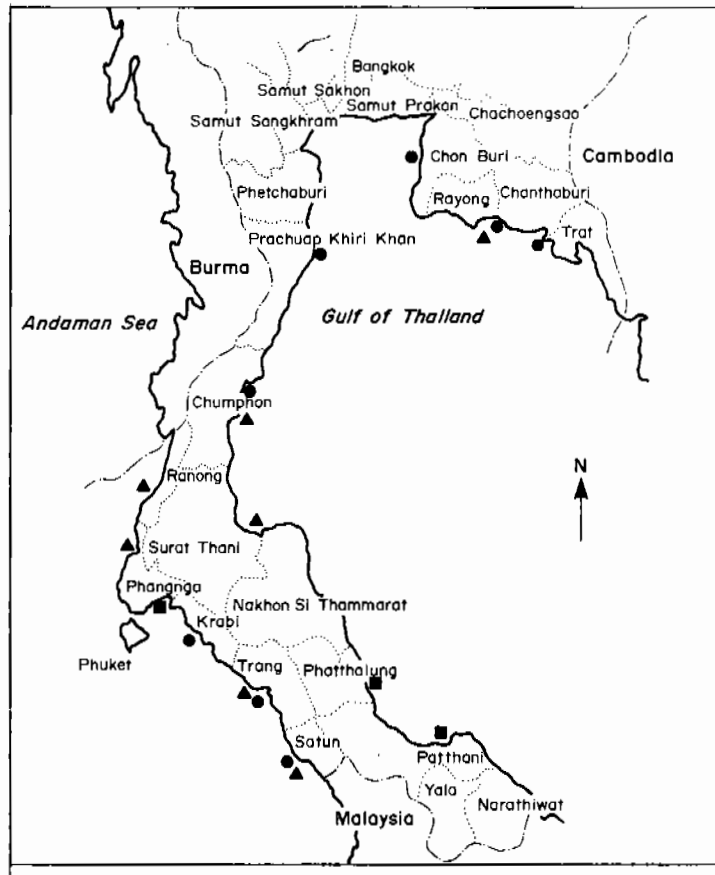 Bangkok
Samut Sakhon
Samut Prakan
Samut Sangkhram
Chachoengsao
Chon Buri
Cambodia
Phetchaburi
Rayong
Chanthaburi
Trat
Prachuap Khiri Khan
Burma
Andaman Sea
Gulf of Thailand
Chumphon
N
Ranong
Surat Thani
Phangnga
Nakhon Si Thammarat
Krabi
Phuket
Trang
Phatthalung
Satun
Patthani
Yala
Narathiwat
Malaysia